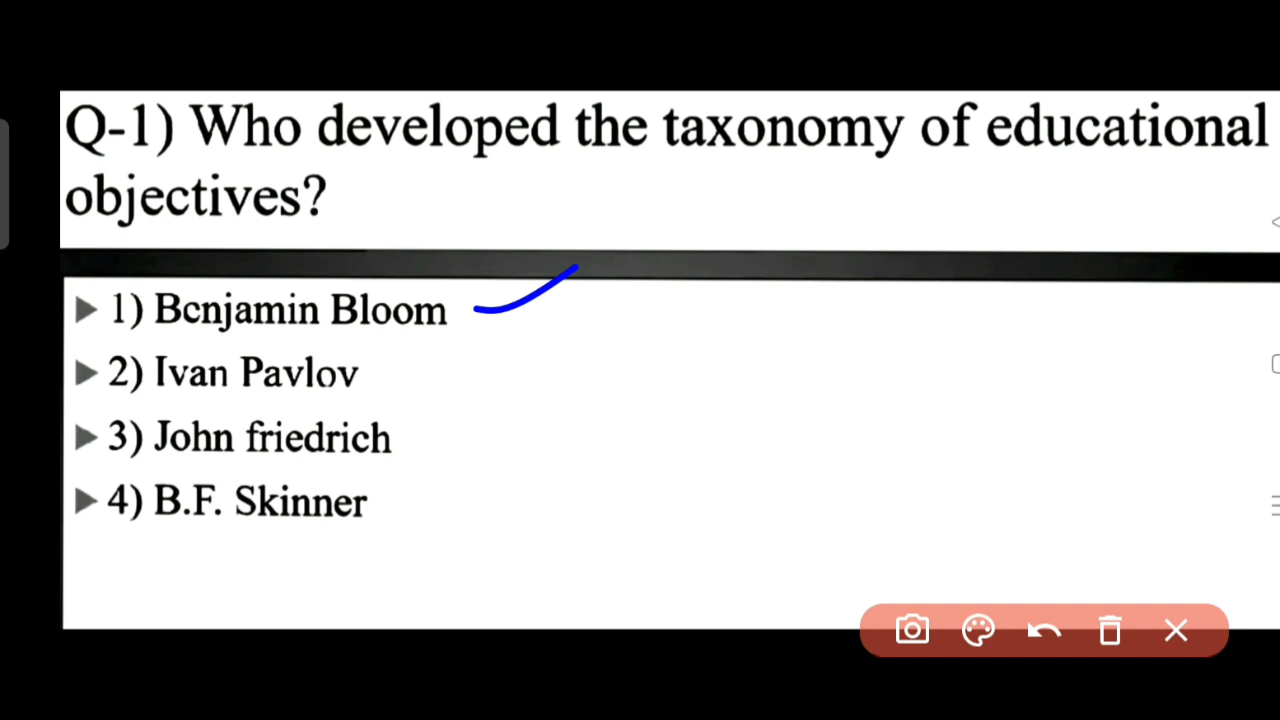 Q-1) Who developed the taxonomy of educational
objectives?
1) Benjamin Bloom
2) Ivan Pavlov
3) John friedrich
4) B.F. Skinner